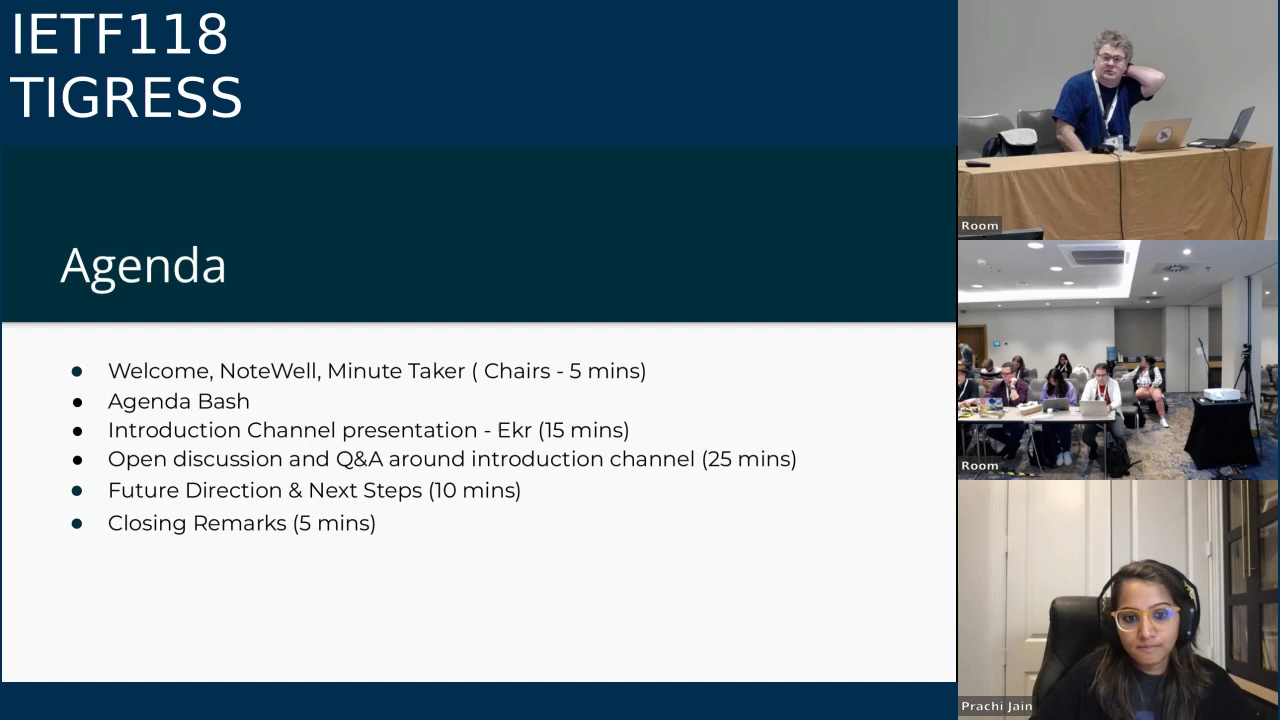 IETF118
TIGRESS
Agenda
Welcome, NoteWell, Minute Taker ( Chairs - 5 mins)
Agenda Bash
Introduction Channel presentation - Ekr (15 mins)
Open discussion and Q&A around introduction channel (25 mins)
Future Direction & Next Steps (10 mins)
Closing Remarks (5 mins)
Room
Room
Prachi Jain